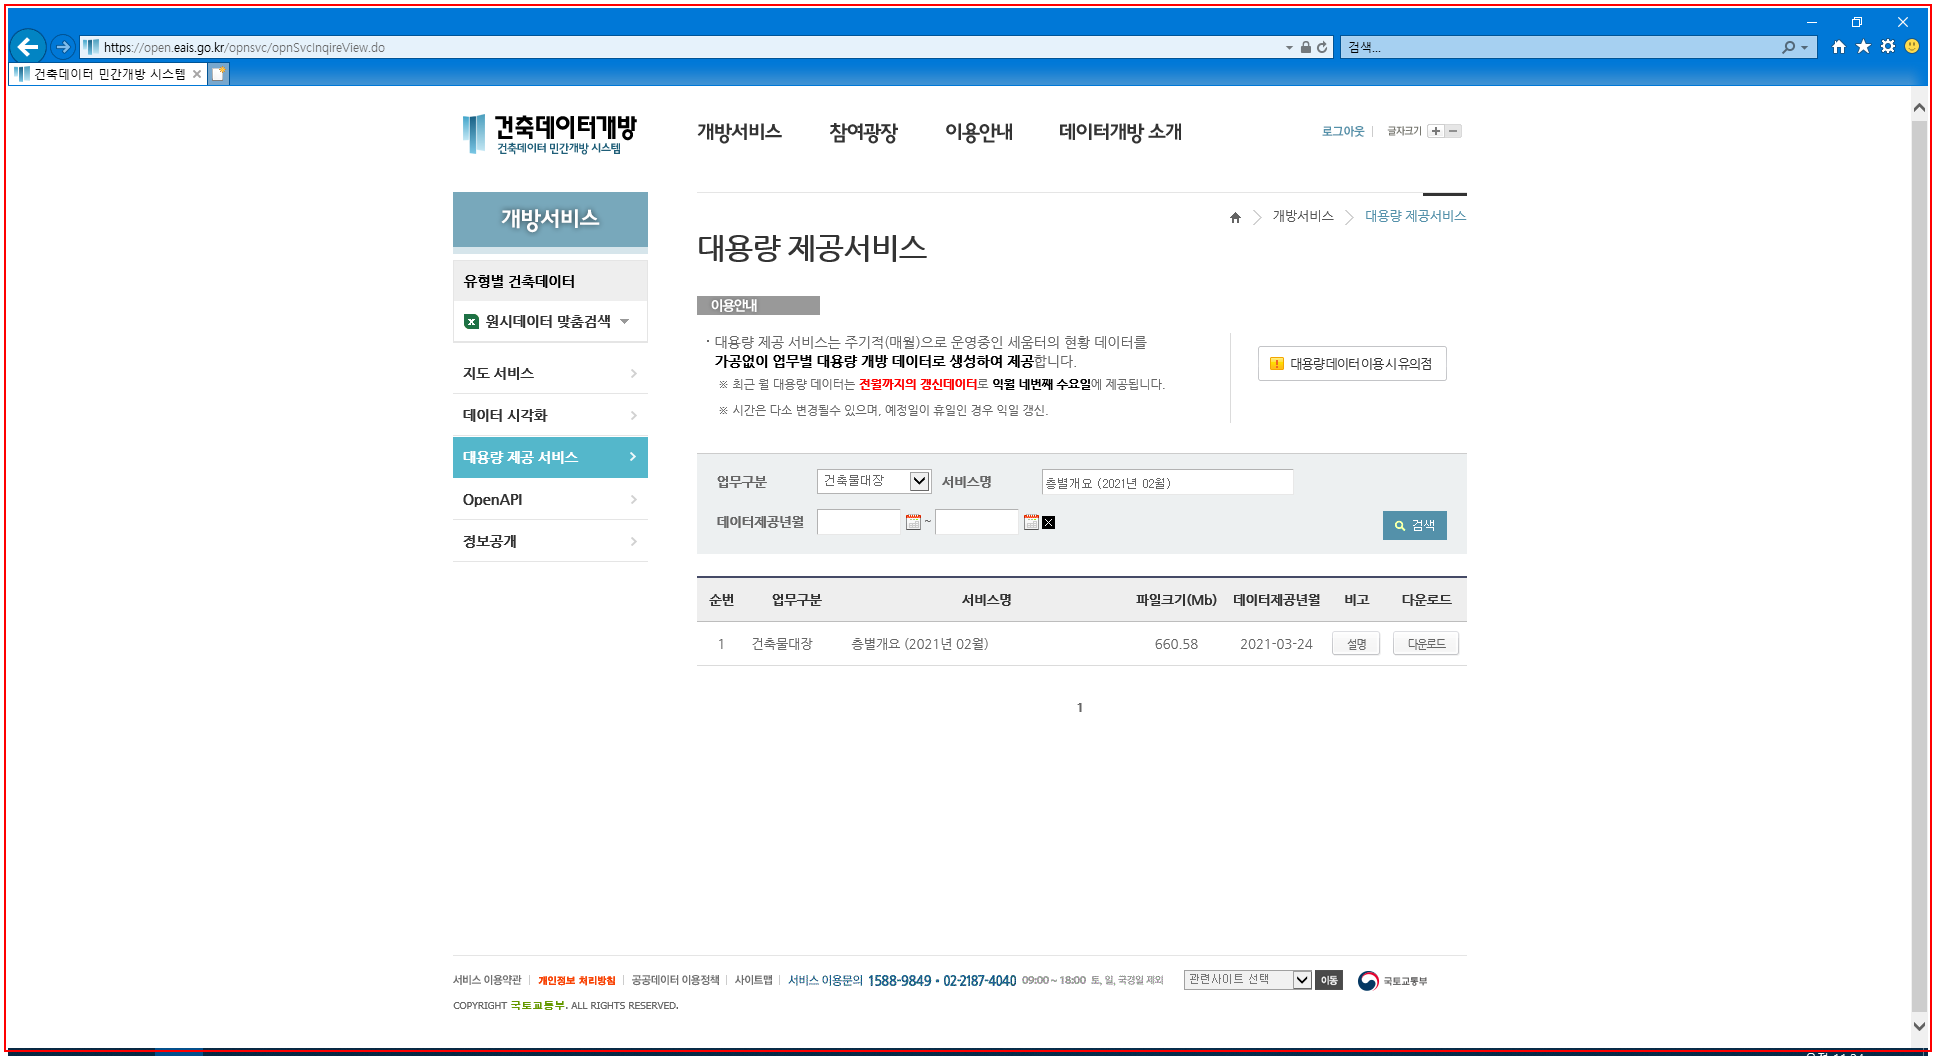 https://open.eais.go.kr/opnsvc/opnSvcInqireView.do
검색...
건축데이터 민간개방 시스템
건축데이터개방
건축데이터 민간개방 시스템
개방서비스 참여광장 이용안내 데이터개방 소개
로그아웃 글자크기
개방서비스
유형별 건축데이터
원시데이터 맞춤검색
지도 서비스
데이터 시각화
대용량 제공 서비스
OpenAPI
정보공개
개방서비스 대용량 제공서비스
대용량 제공서비스
이용안내
· 대용량 제공 서비스는 주기적(매월)으로 운영중인 세움터의 현황 데이터를
가공없이 업무별 대용량 개방 데이터로 생성하여 제공합니다.
※ 최근 월 대용량 데이터는 전월까지의 갱신데이터로 익월 네번째 수요일에 제공됩니다.
※ 시간은 다소 변경될수 있으며, 예정일이 휴일인 경우 익일 갱신.
대용량데이터이용시유의점
업무구분 건축물대장 서비스명 층별개요 (2021년 02월)
데이터제공년월 ~ 검색
순번 업무구분 서비스명 파일크기(Mb) 데이터제공년월 비고 다운로드
1 건축물대장 층별개요 (2021년 02월) 660.58 2021-03-24 설명 다운로드
1
서비스 이용약관 개인정보 처리방침 공공데이터 이용정책 사이트맵 서비스 이용문의 1588-9849 • 02-2187-4040 09:00 ~ 18:00 토, 일, 국경일 제외 관련사이트 선택 이동 국토교통부
COPYRIGHT 국토교통부. ALL RIGHTS RESERVED.